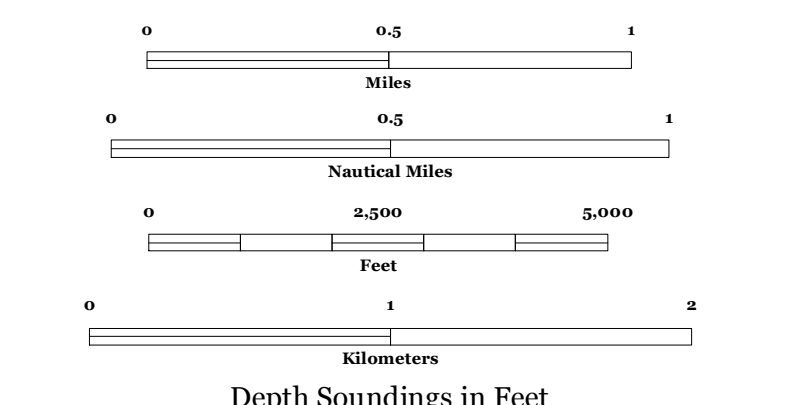 0 0.5 1
Miles
0 0.5 1
Nautical Miles
0 2,500 5,000
Feet
0 1 2
Kilometers
Depth Soundings in Feet